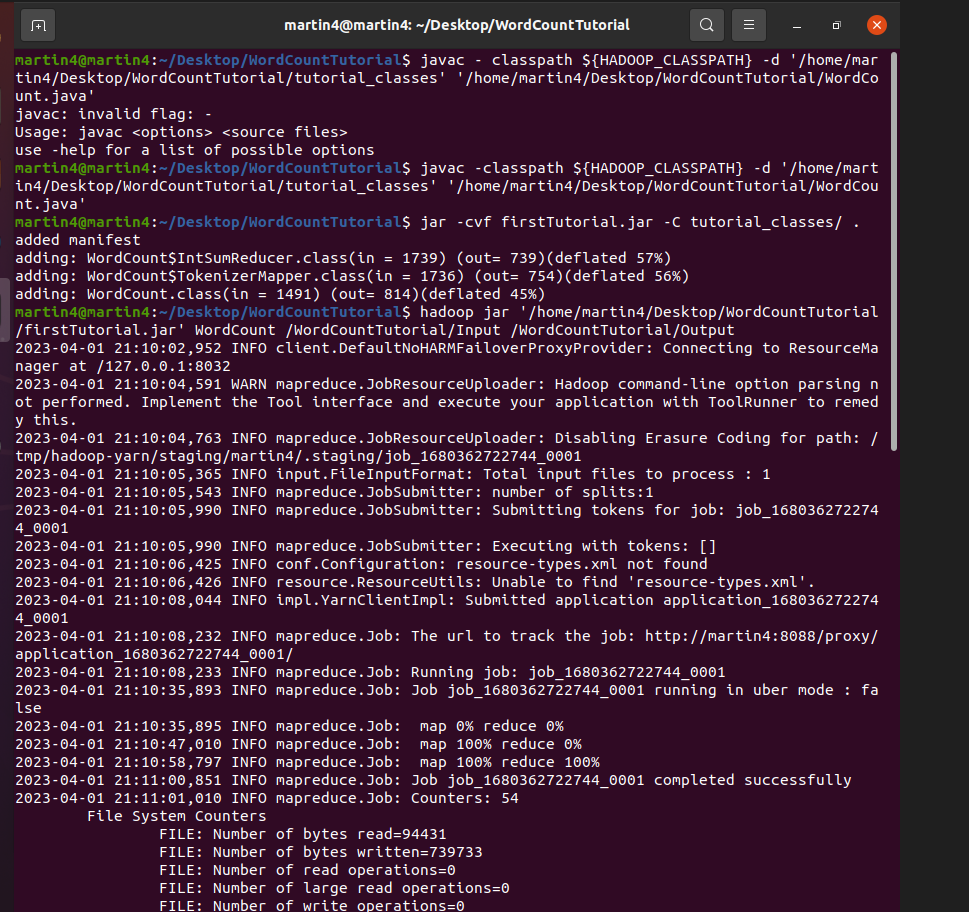 martin4@martin4: ~/Desktop/WordCountTutorial
martin4@martin4:~/Desktop/WordCountTutorial$ javac - classpath ${HADOOP_CLASSPATH} -d '/home/mar
tin4/Desktop/WordCountTutorial/tutorial_classes' '/home/martin4/Desktop/WordCountTutorial/WordCo
unt.java'
javac: invalid flag: -
Usage: javac <options> <source files>
use -help for a list of possible options
martin4@martin4:~/Desktop/WordCountTutorial$ javac -classpath ${HADOOP_CLASSPATH} -d '/home/mart
in4/Desktop/WordCountTutorial/tutorial_classes' '/home/martin4/Desktop/WordCountTutorial/WordCou
nt.java'
martin4@martin4:~/Desktop/WordCountTutorial$ jar -cvf firstTutorial.jar -C tutorial_classes/ .
added manifest
adding: WordCount$IntSumReducer.class(in = 1739) (out= 739)(deflated 57%)
adding: WordCount$TokenizerMapper.class(in = 1736) (out= 754)(deflated 56%)
adding: WordCount.class(in = 1491) (out= 814)(deflated 45%)
martin4@martin4:~/Desktop/WordCountTutorial$ hadoop jar '/home/martin4/Desktop/WordCountTutorial
/firstTutorial.jar' WordCount /WordCountTutorial/Input /WordCountTutorial/Output
2023-04-01 21:10:02,952 INFO client.DefaultNoHARMFailoverProxyProvider: Connecting to ResourceMa
nager at /127.0.0.1:8032
2023-04-01 21:10:04,591 WARN mapreduce.JobResourceUploader: Hadoop command-line option parsing n
ot performed. Implement the Tool interface and execute your application with ToolRunner to remed
y this.
2023-04-01 21:10:04,763 INFO mapreduce.JobResourceUploader: Disabling Erasure Coding for path: /
tmp/hadoop-yarn/staging/martin4/.staging/job_1680362722744_0001
2023-04-01 21:10:05,365 INFO input.FileInputFormat: Total input files to process : 1
2023-04-01 21:10:05,543 INFO mapreduce.JobSubmitter: number of splits:1
2023-04-01 21:10:05,990 INFO mapreduce.JobSubmitter: Submitting tokens for job: job_168036272274
4_0001
2023-04-01 21:10:05,990 INFO mapreduce.JobSubmitter: Executing with tokens: []
2023-04-01 21:10:06,425 INFO conf.Configuration: resource-types.xml not found
2023-04-01 21:10:06,426 INFO resource.ResourceUtils: Unable to find 'resource-types.xml'.
2023-04-01 21:10:08,044 INFO impl.YarnClientImpl: Submitted application application_168036272274
4_0001
2023-04-01 21:10:08,232 INFO mapreduce.Job: The url to track the job: http://martin4:8088/proxy/
application_1680362722744_0001/
2023-04-01 21:10:08,233 INFO mapreduce.Job: Running job: job_1680362722744_0001
2023-04-01 21:10:35,893 INFO mapreduce.Job: Job job_1680362722744_0001 running in uber mode : fa
lse
2023-04-01 21:10:35,895 INFO mapreduce.Job:  map 0% reduce 0%
2023-04-01 21:10:47,010 INFO mapreduce.Job:  map 100% reduce 0%
2023-04-01 21:10:58,797 INFO mapreduce.Job:  map 100% reduce 100%
2023-04-01 21:11:00,851 INFO mapreduce.Job: Job job_1680362722744_0001 completed successfully
2023-04-01 21:11:01,010 INFO mapreduce.Job: Counters: 54
File System Counters
FILE: Number of bytes read=94431
FILE: Number of bytes written=739733
FILE: Number of read operations=0
FILE: Number of large read operations=0
FILE: Number of write operations=0